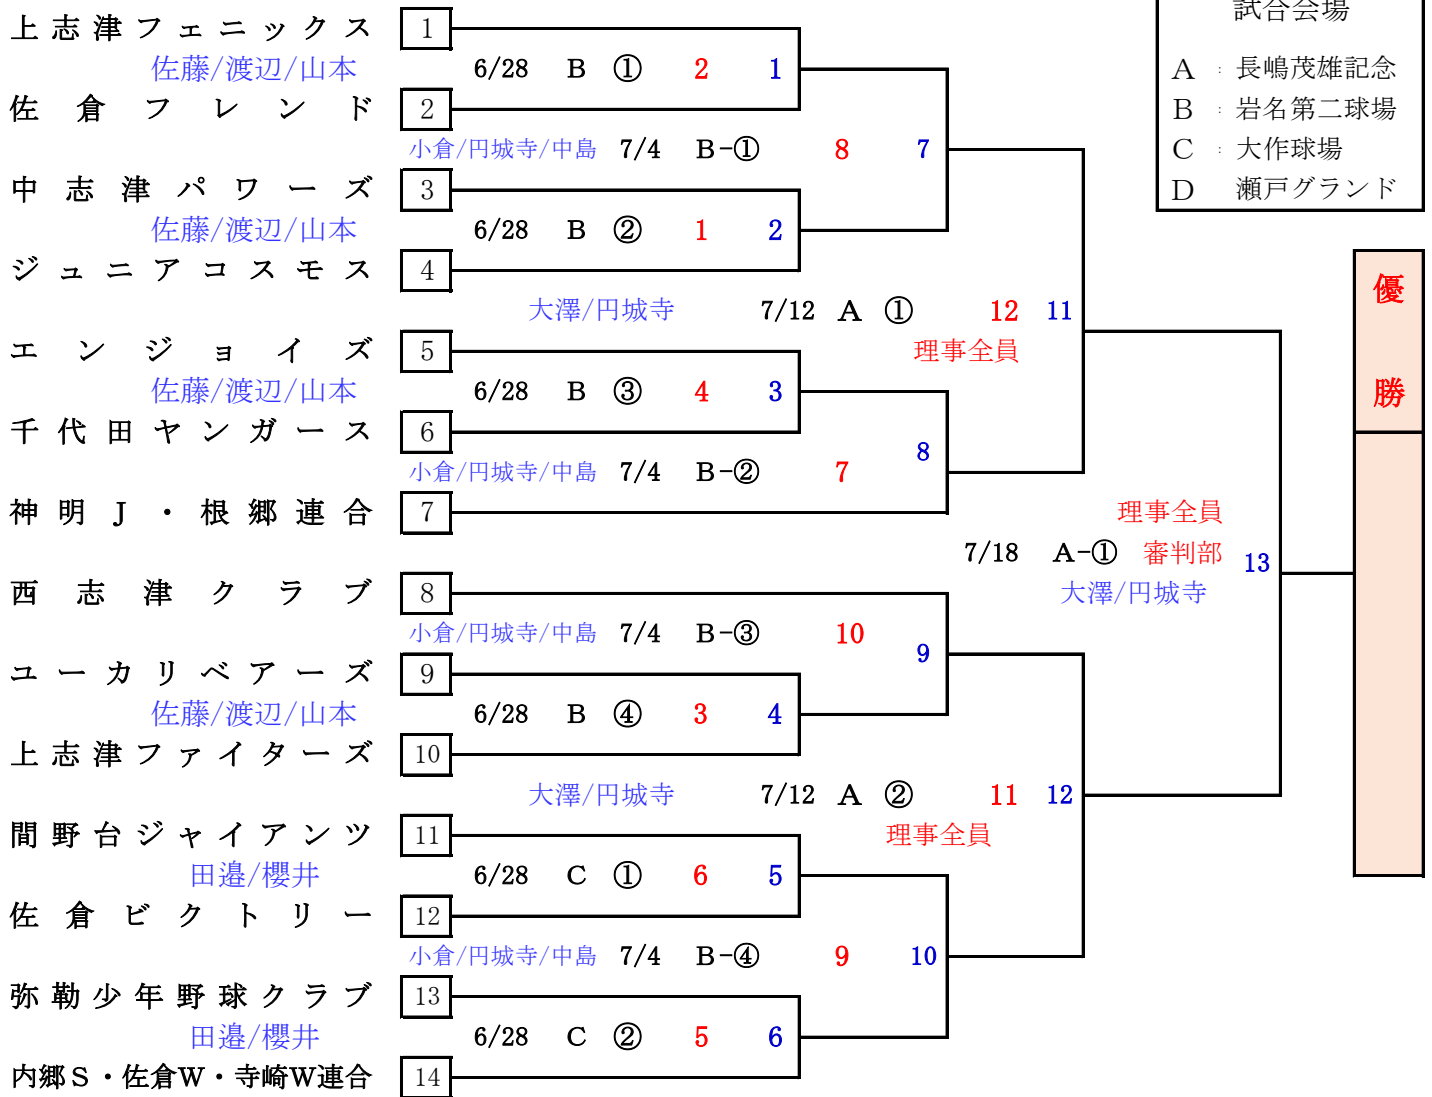 試合会場
上志津フェニックス 1
佐藤/渡辺/山本 6/28 B ① 2 1
A : 長嶋茂雄記念
佐倉フレンド 2
B : 岩名第二球場
小倉/円城寺/中島 7/4 B-① 8 7
C : 大作球場
中志津パワーズ 3
D 瀬戸グランド
佐藤/渡辺/山本 6/28 B ② 1 2
ジュニアコスモス 4
優
大澤/円城寺 7/12 A ① 12 11
エンジョイズ 5
理事全員
佐藤/渡辺/山本 6/28 B ③ 4 3
勝
千代田ヤンガース 6
小倉/円城寺/中島 7/4 B-② 7 8
神明J・根郷連合 7
理事全員
7/18 A-① 審判部 13
西志津クラブ 8
大澤/円城寺
小倉/円城寺/中島 7/4 B-③ 10 9
ユーカリベアーズ 9
佐藤/渡辺/山本 6/28 B ④ 3 4
上志津ファイターズ 10
大澤/円城寺 7/12 A ② 11 12
間野台ジャイアンツ 11
理事全員
田邉/櫻井 6/28 C ① 6 5
佐倉ビクトリー 12
小倉/円城寺/中島 7/4 B-④ 9 10
弥勒少年野球クラブ 13
田邉/櫻井 6/28 C ② 5 6
内郷S・佐倉W・寺崎W連合 14